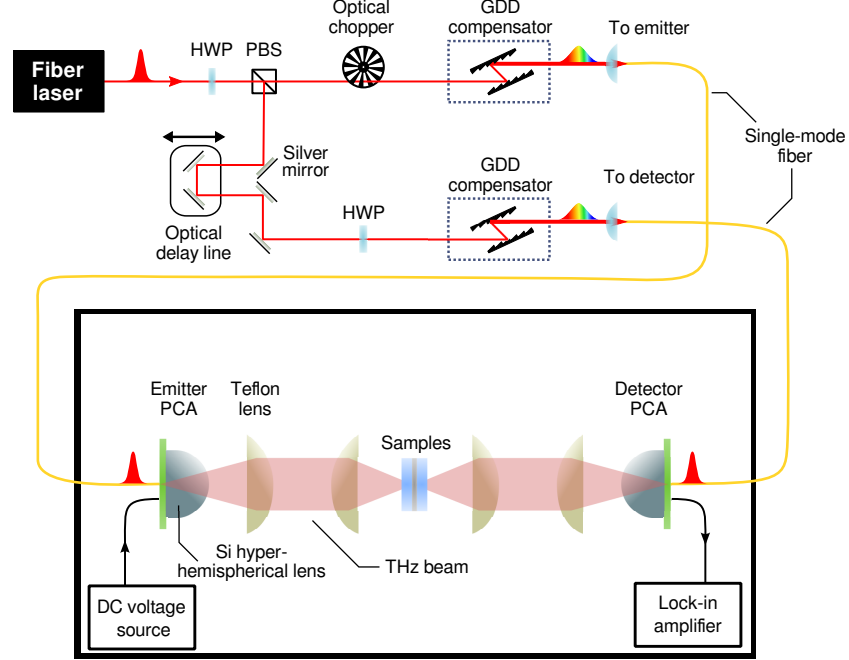 Optical
chopper
GDD
compensator
To emitter
HWP
PBS
Fiber
laser
Single-mode
fiber
Silver
mirror
GDD
compensator
To detector
HWP
Optical
delay line
Emitter
PCA
Teflon
lens
Samples
Detector
PCA
Si hyper-
hemispherical lens
THz beam
DC voltage
source
Lock-in
amplifier